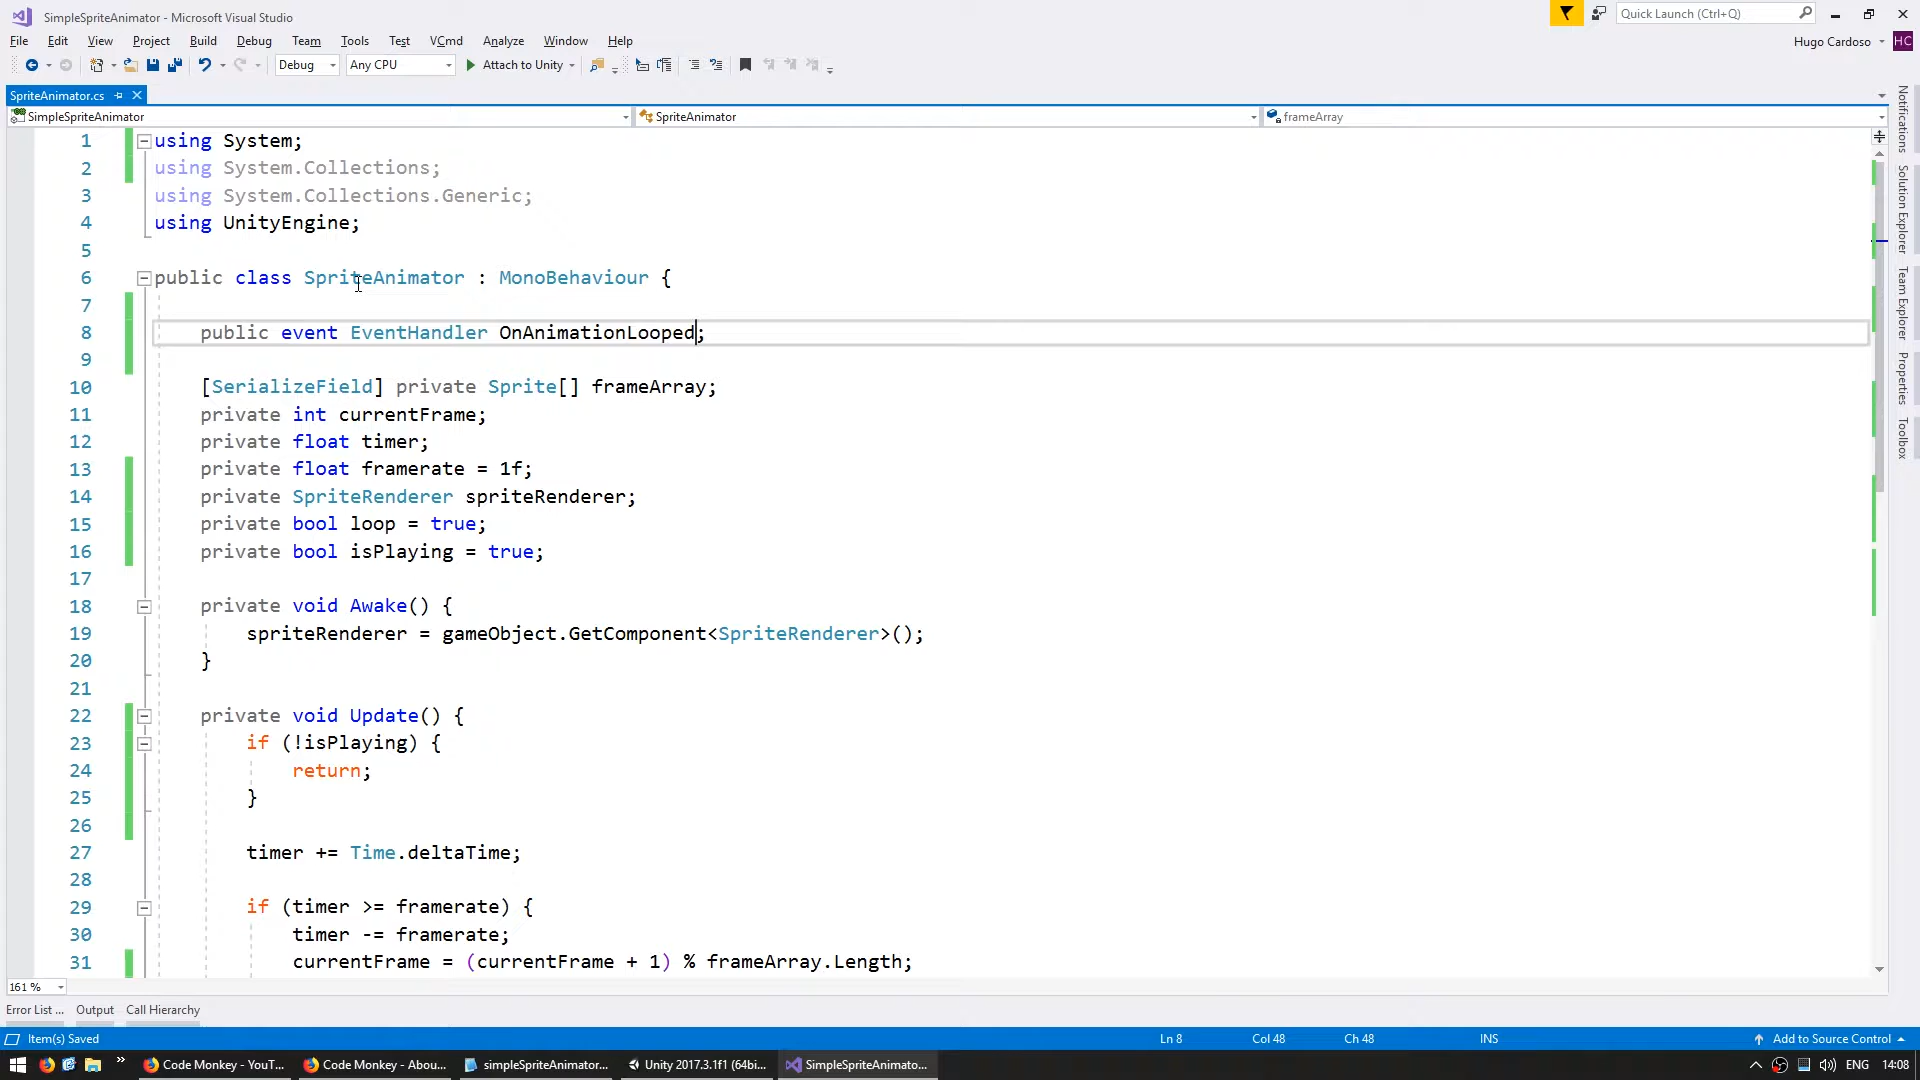 SimpleSpriteAnimator - Microsoft Visual Studio
Quick Launch (Ctrl+Q)
File Edit View Project Build Debug Team Tools Test VCmd Analyze Window Help
Hugo Cardoso HC
Debug Any CPU Attach to Unity
SpriteAnimator.cs
SimpleSpriteAnimator SpriteAnimator frameArray
1 using System;
2 using System.Collections;
3 using System.Collections.Generic;
4 using UnityEngine;
5
6 public class SpriteAnimator : MonoBehaviour {
7
8 public event EventHandler OnAnimationLooped;
9
10 [SerializeField] private Sprite[] frameArray;
11 private int currentFrame;
12 private float timer;
13 private float framerate = 1f;
14 private SpriteRenderer spriteRenderer;
15 private bool loop = true;
16 private bool isPlaying = true;
17
18 private void Awake() {
19 spriteRenderer = gameObject.GetComponent<SpriteRenderer>();
20 }
21
22 private void Update() {
23 if (!isPlaying) {
24 return;
25 }
26
27 timer += Time.deltaTime;
28
29 if (timer >= framerate) {
30 timer -= framerate;
31 currentFrame = (currentFrame + 1) % frameArray.Length;
Notifications
Solution Explorer
Team Explorer
Properties
Toolbox
161 %
Error List ... Output Call Hierarchy
Item(s) Saved Ln 8 Col 48 Ch 48 INS Add to Source Control
Code Monkey - YouT... Code Monkey - Abou... simpleSpriteAnimator... Unity 2017.3.1f1 (64bi... SimpleSpriteAnimato... ENG 14:08